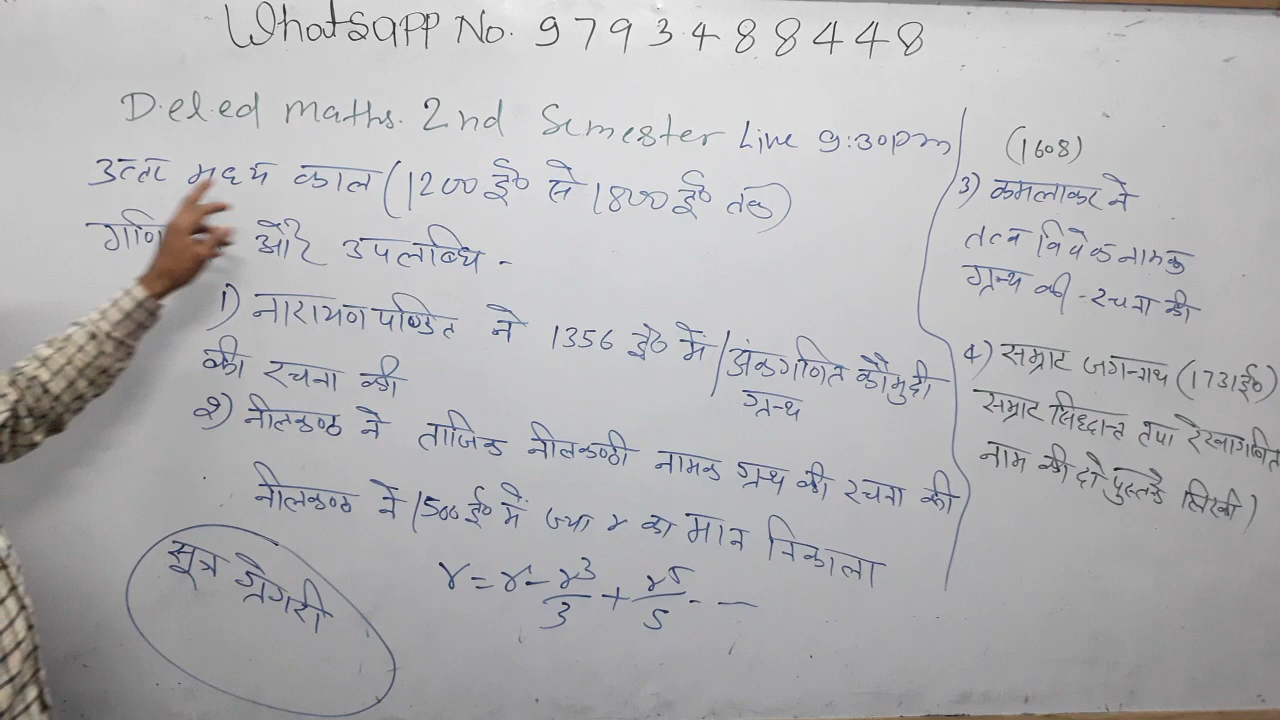 Whatsapp No. 9793488448
D.el.ed maths. 2nd Semester Live 9:30pm
उत्तर मध्य काल (1200 ई० से 1800 ई० तक)
और उपलब्धि -
1) नारायण पण्डित ने 1356 ई० में अंकगणित कौमुदी
ग्रन्थ
की रचना की
2) नीलकण्ठ ने ताजिक नीलकण्ठी नामक ग्रन्थ की रचना की
नीलकण्ठ ने 1500 ई० में ज्या r का मान निकाला
r = r - r³/3 + r⁵/5 - - —
सूत्र ग्रेगरी
(1608)
3) कमलाकर ने
तत्व विवेक नामक
ग्रन्थ की रचना की
4) सम्राट जगन्नाथ (1731 ई०)
सम्राट सिध्दान्त तथा रेखागणित
नाम की दो पुस्तकें लिखी)